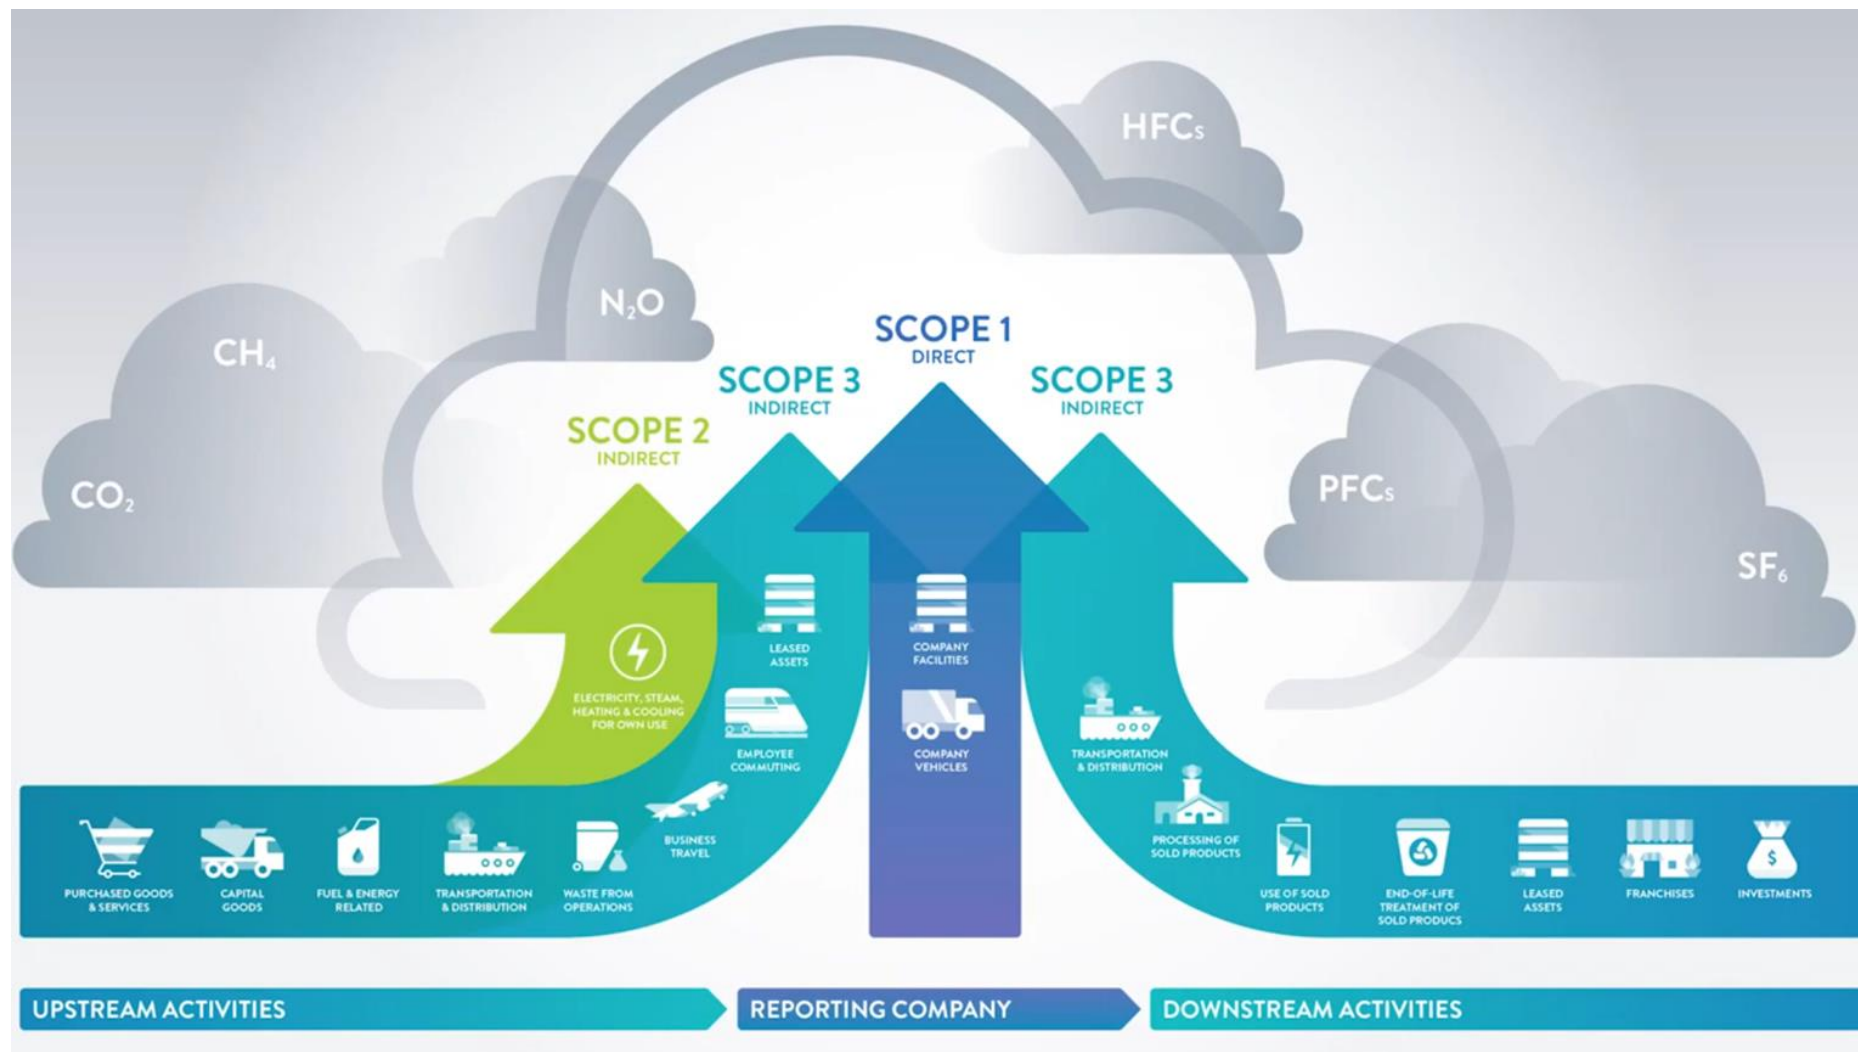 HFCs
N₂O
CH₄
CO₂
PFCs
SF₆
SCOPE 1
DIRECT
SCOPE 3
INDIRECT
SCOPE 3
INDIRECT
SCOPE 2
INDIRECT
ELECTRICITY, STEAM,
HEATING & COOLING
FOR OWN USE
LEASED
ASSETS
EMPLOYEE
COMMUTING
BUSINESS
TRAVEL
COMPANY
FACILITIES
COMPANY
VEHICLES
TRANSPORTATION
& DISTRIBUTION
PROCESSING OF
SOLD PRODUCTS
PURCHASED GOODS
& SERVICES
CAPITAL
GOODS
FUEL & ENERGY
RELATED
TRANSPORTATION
& DISTRIBUTION
WASTE FROM
OPERATIONS
USE OF SOLD
PRODUCTS
END-OF-LIFE
TREATMENT OF
SOLD PRODUCS
LEASED
ASSETS
FRANCHISES
$
INVESTMENTS
UPSTREAM ACTIVITIES
REPORTING COMPANY
DOWNSTREAM ACTIVITIES